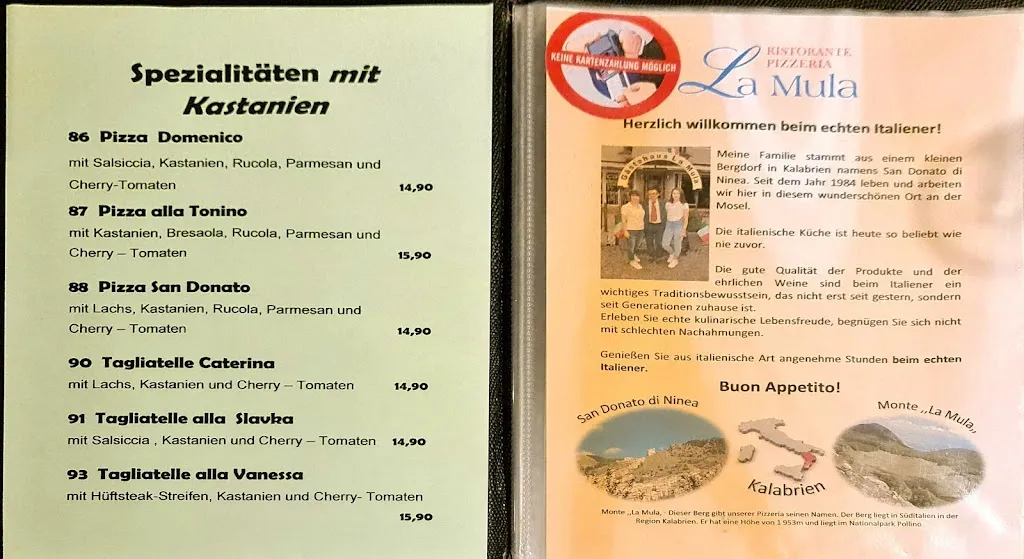 Spezialitäten mit
Kastanien
86 Pizza Domenico
mit Salsiccia, Kastanien, Rucola, Parmesan und
Cherry-Tomaten 14,90
87 Pizza alla Tonino
mit Kastanien, Bresaola, Rucola, Parmesan und
Cherry – Tomaten 15,90
88 Pizza San Donato
mit Lachs, Kastanien, Rucola, Parmesan und
Cherry – Tomaten 14,90
90 Tagliatelle Caterina
mit Lachs, Kastanien und Cherry – Tomaten 14,90
91 Tagliatelle alla Slavka
mit Salsiccia , Kastanien und Cherry – Tomaten 14,90
93 Tagliatelle alla Vanessa
mit Hüftsteak-Streifen, Kastanien und Cherry- Tomaten
15,90
KEINE KARTENZAHLUNG MÖGLICH
RISTORANTE
PIZZERIA
La Mula
Herzlich willkommen beim echten Italiener!
Gästehaus La Mula
Meine Familie stammt aus einem kleinen
Bergdorf in Kalabrien namens San Donato di
Ninea. Seit dem Jahr 1984 leben und arbeiten
wir hier in diesem wunderschönen Ort an der
Mosel.
Die italienische Küche ist heute so beliebt wie
nie zuvor.
Die gute Qualität der Produkte und der
ehrlichen Weine sind beim Italiener ein
wichtiges Traditionsbewusstsein, das nicht erst seit gestern, sondern
seit Generationen zuhause ist.
Erleben Sie echte kulinarische Lebensfreude, begnügen Sie sich nicht
mit schlechten Nachahmungen.
Genießen Sie aus italienische Art angenehme Stunden beim echten
Italiener.
Buon Appetito!
San Donato di Ninea
Monte ,,La Mula,,
Kalabrien
Monte ,,La Mula, - Dieser Berg gibt unserer Pizzeria seinen Namen. Der Berg liegt in Süditalien in der
Region Kalabrien. Er hat eine Höhe von 1 953m und liegt im Nationalpark Pollino